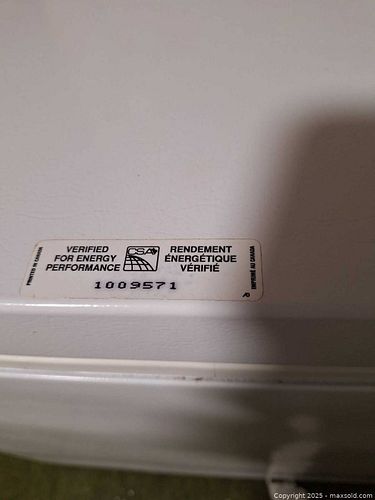 PRINTED IN CANADA
VERIFIED
FOR ENERGY
PERFORMANCE
CSA
RENDEMENT
ÉNERGÉTIQUE
VÉRIFIÉ
IMPRIMÉ AU CANADA
1009571
Copyright 2025 - maxsold.com